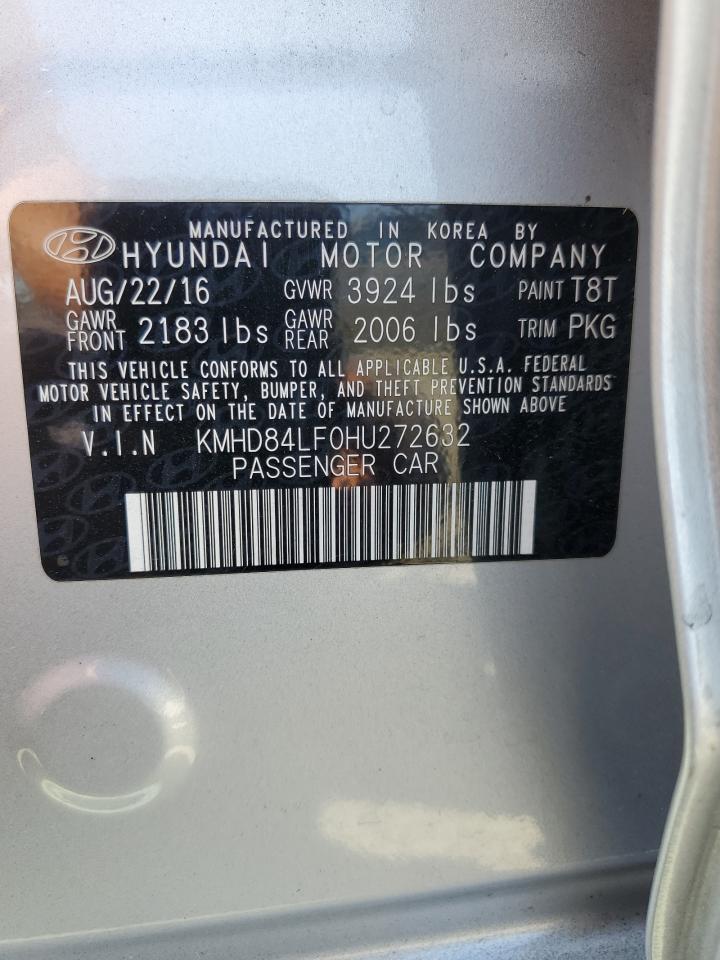 MANUFACTURED IN KOREA BY
HYUNDAI MOTOR COMPANY
AUG/22/16 GVWR 3924 lbs PAINT T8T
GAWR FRONT 2183 lbs GAWR REAR 2006 lbs TRIM PKG
THIS VEHICLE CONFORMS TO ALL APPLICABLE U.S.A. FEDERAL
MOTOR VEHICLE SAFETY, BUMPER, AND THEFT PREVENTION STANDARDS
IN EFFECT ON THE DATE OF MANUFACTURE SHOWN ABOVE
V.I.N KMHD84LF0HU272632
PASSENGER CAR